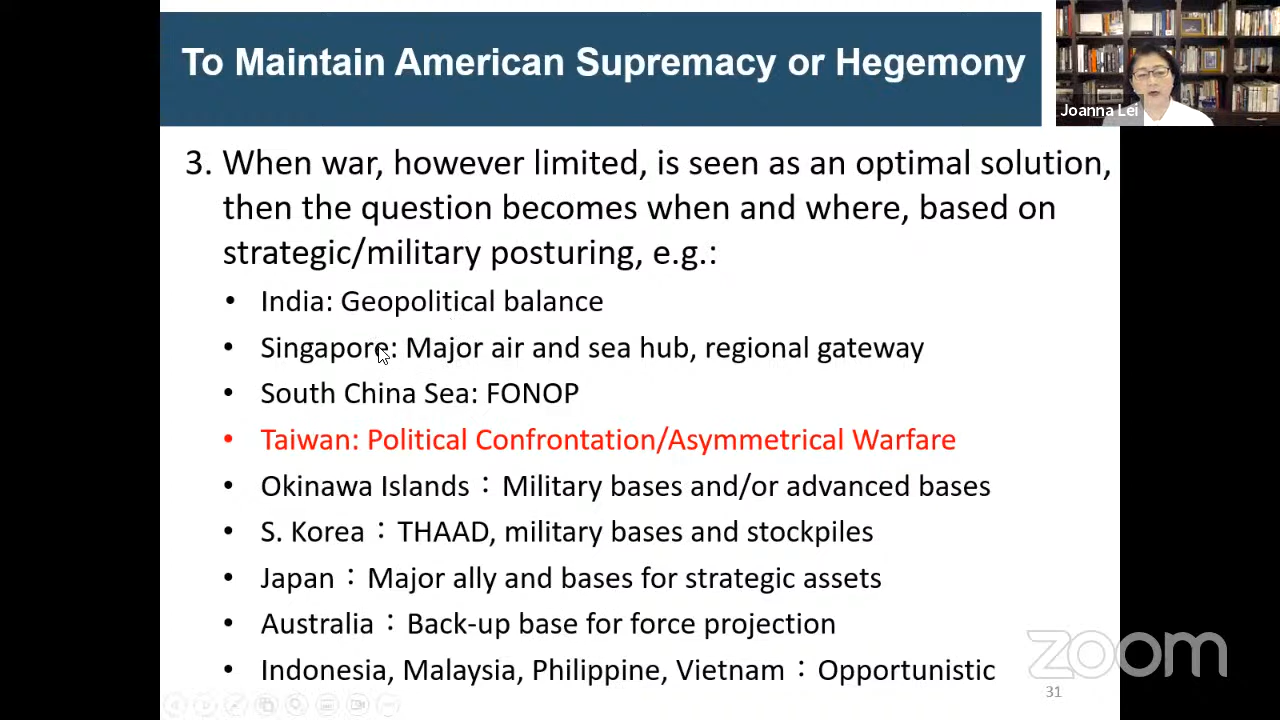 To Maintain American Supremacy or Hegemony
Joanna Lei
3. When war, however limited, is seen as an optimal solution,
then the question becomes when and where, based on
strategic/military posturing, e.g.:
• India: Geopolitical balance
• Singapore: Major air and sea hub, regional gateway
• South China Sea: FONOP
• Taiwan: Political Confrontation/Asymmetrical Warfare
• Okinawa Islands：Military bases and/or advanced bases
• S. Korea：THAAD, military bases and stockpiles
• Japan：Major ally and bases for strategic assets
• Australia：Back-up base for force projection
• Indonesia, Malaysia, Philippine, Vietnam：Opportunistic
zoom
31